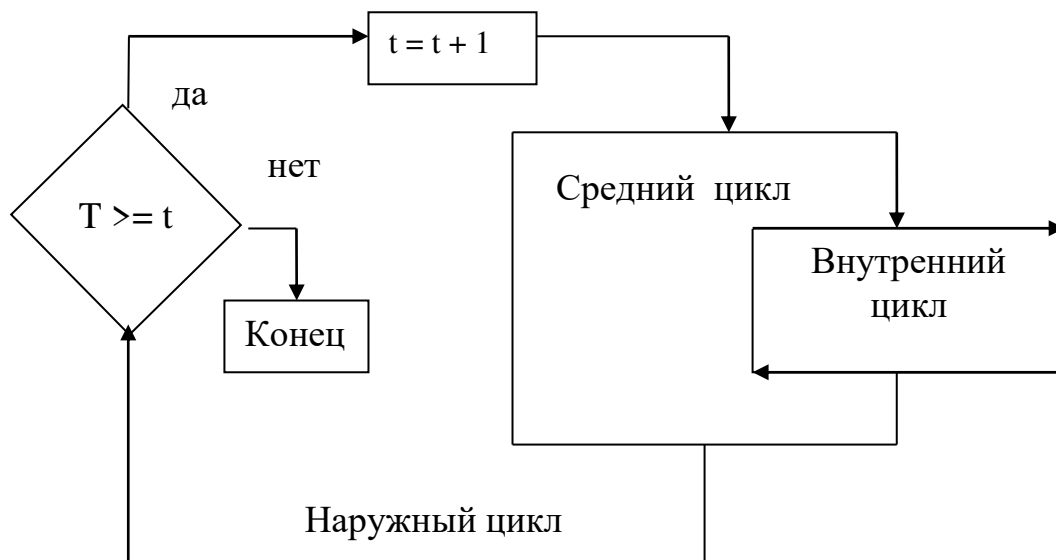 t = t + 1
да
нет
T >= t
Средний цикл
Внутренний
цикл
Конец
Наружный цикл